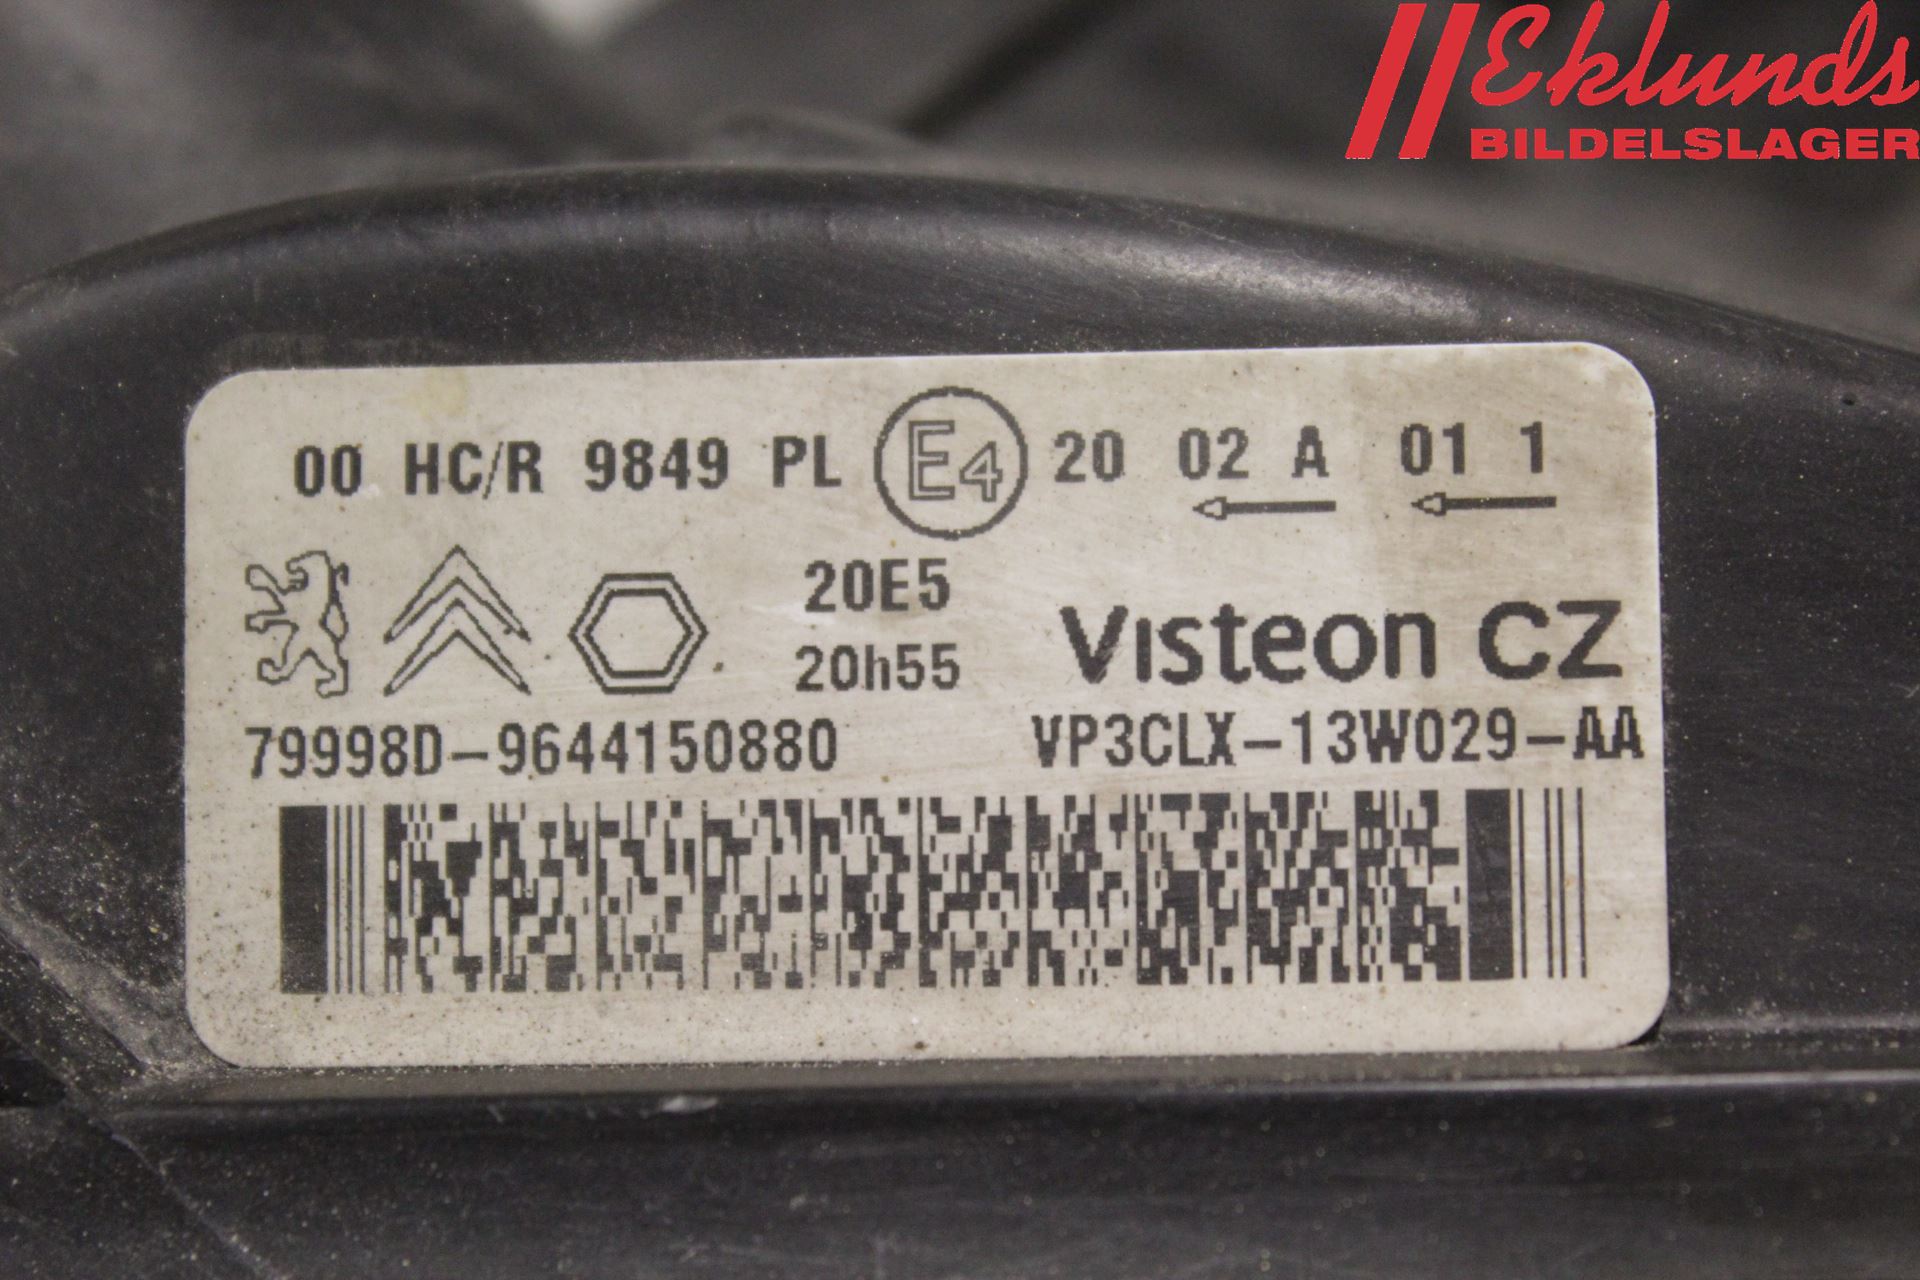 Eklunds
BILDELSLAGER
00 HC/R 9849 PL E4 20 02 A 01 1
20E5
20h55
Visteon CZ
79998D-9644150880 VP3CLX-13W029-AA